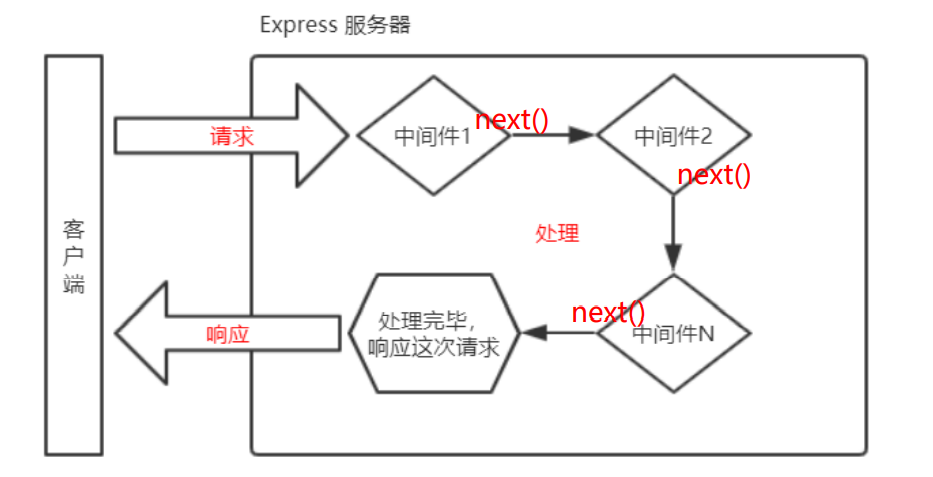 Express 服务器
客户端
请求
中间件1
next()
中间件2
next()
处理
next()
中间件N
处理完毕，
响应这次请求
响应